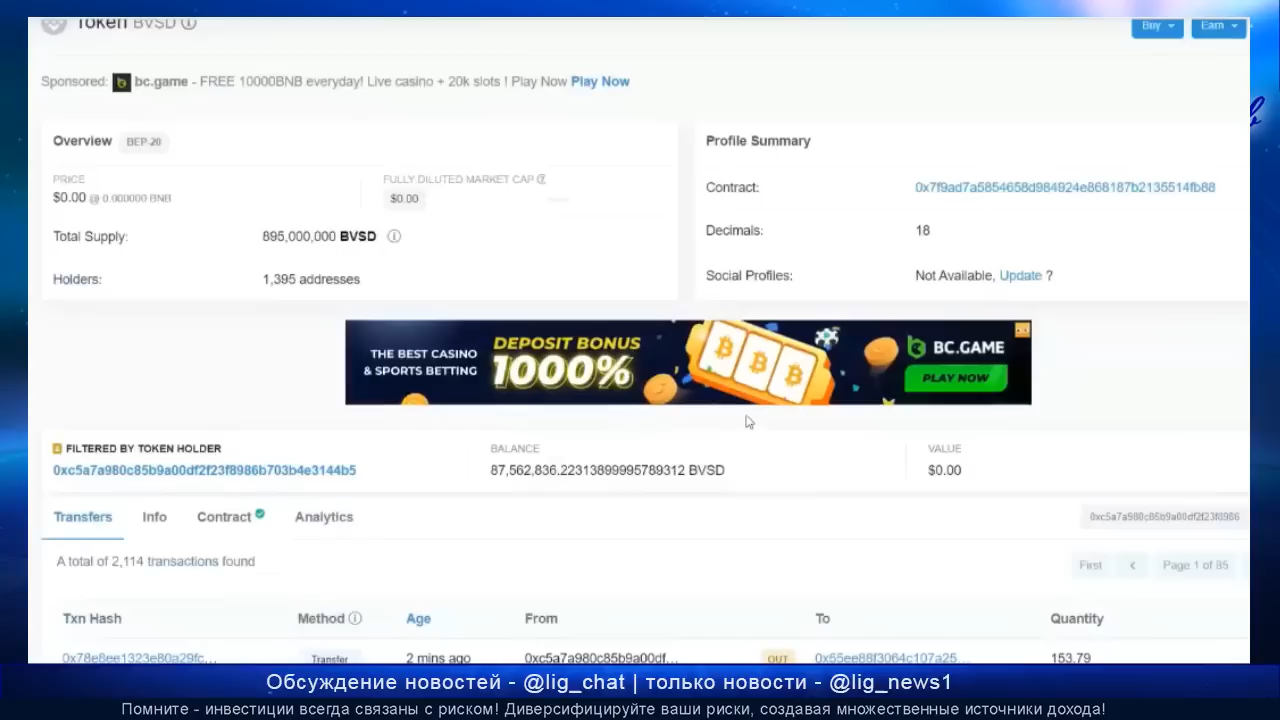 Token BVSD
Buy Earn
Sponsored: bc.game - FREE 10000BNB everyday! Live casino + 20k slots ! Play Now Play Now
Overview BEP-20
Profile Summary
PRICE
$0.00 @ 0.000000 BNB
FULLY DILUTED MARKET CAP
$0.00
Contract: 0x7f9ad7a5854658d984924e868187b2135514fb88
Total Supply: 895,000,000 BVSD
Decimals: 18
Holders: 1,395 addresses
Social Profiles: Not Available, Update ?
THE BEST CASINO
& SPORTS BETTING
DEPOSIT BONUS
1000%
BC.GAME
PLAY NOW
FILTERED BY TOKEN HOLDER
0xc5a7a980c85b9a00df2f23f8986b703b4e3144b5
BALANCE
87,562,836.22313899995789312 BVSD
VALUE
$0.00
Transfers Info Contract Analytics
0xc5a7a980c85b9a00df2f23f8986
A total of 2,114 transactions found
First Page 1 of 85
Txn Hash Method Age From To Quantity
0x78e8ee1323e80a29fc... Transfer 2 mins ago 0xc5a7a980c85b9a00df... OUT 0x55ee88f3064c107a25... 153.79
Обсуждение новостей - @lig_chat | только новости - @lig_news1
Помните - инвестиции всегда связаны с риском! Диверсифицируйте ваши риски, создавая множественные источники дохода!